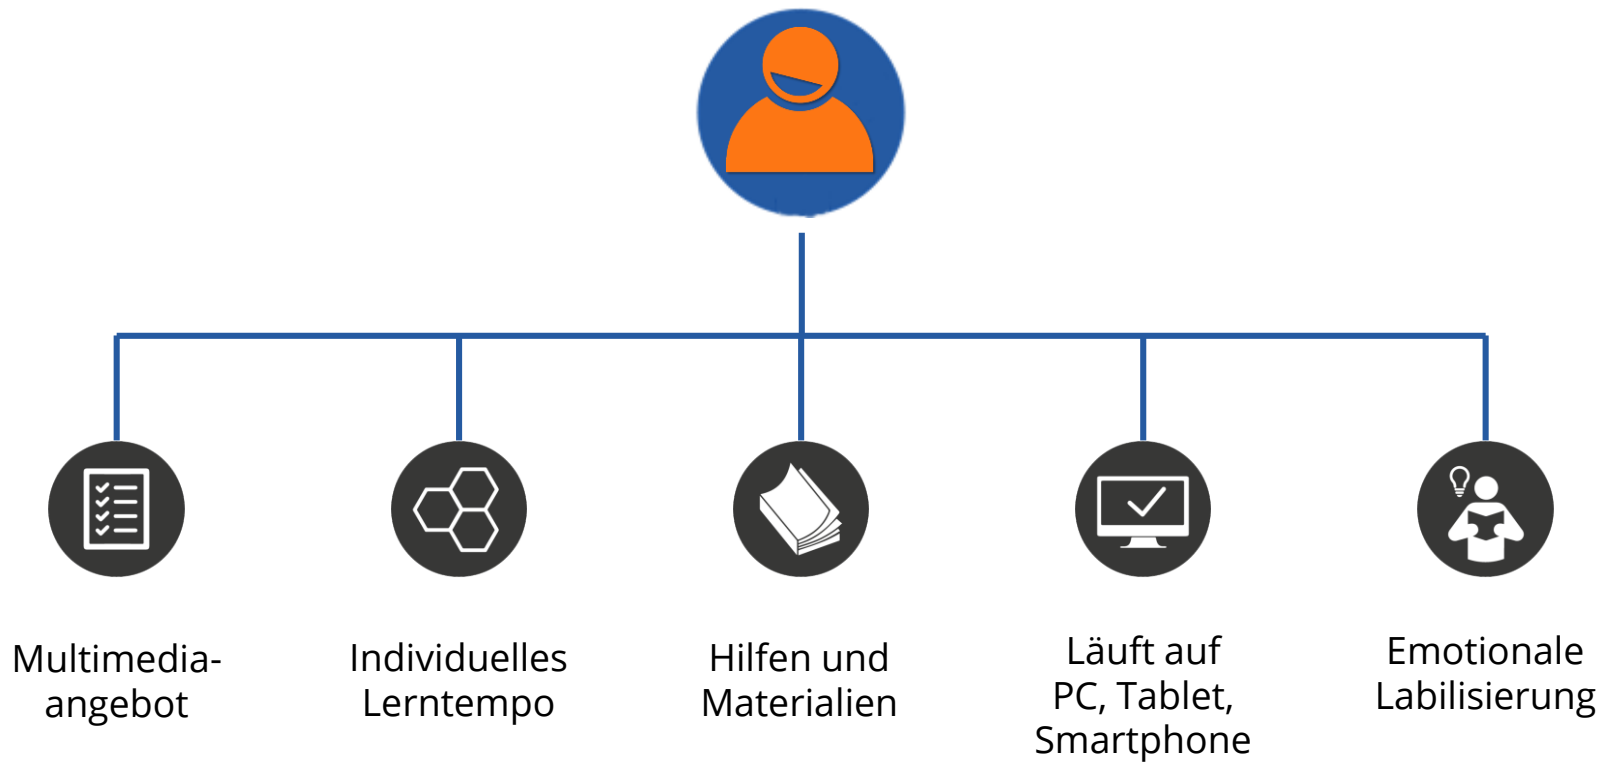 Multimedia-
angebot
Individuelles
Lerntempo
Hilfen und
Materialien
Läuft auf
PC, Tablet,
Smartphone
Emotionale
Labilisierung